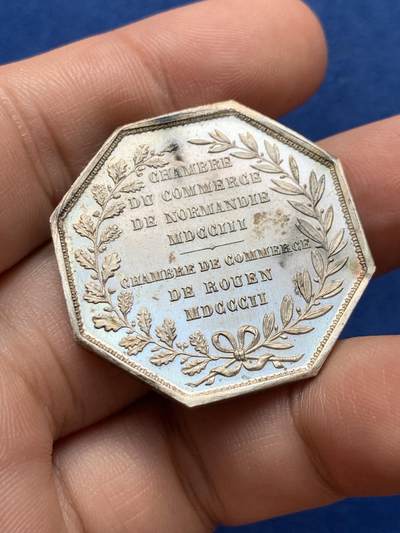 CHAMBRE
DU COMMERCE
DE NORMANDIE
MDCCIII
CHAMBRE DE COMMERCE
DE ROUEN
MDCCCII